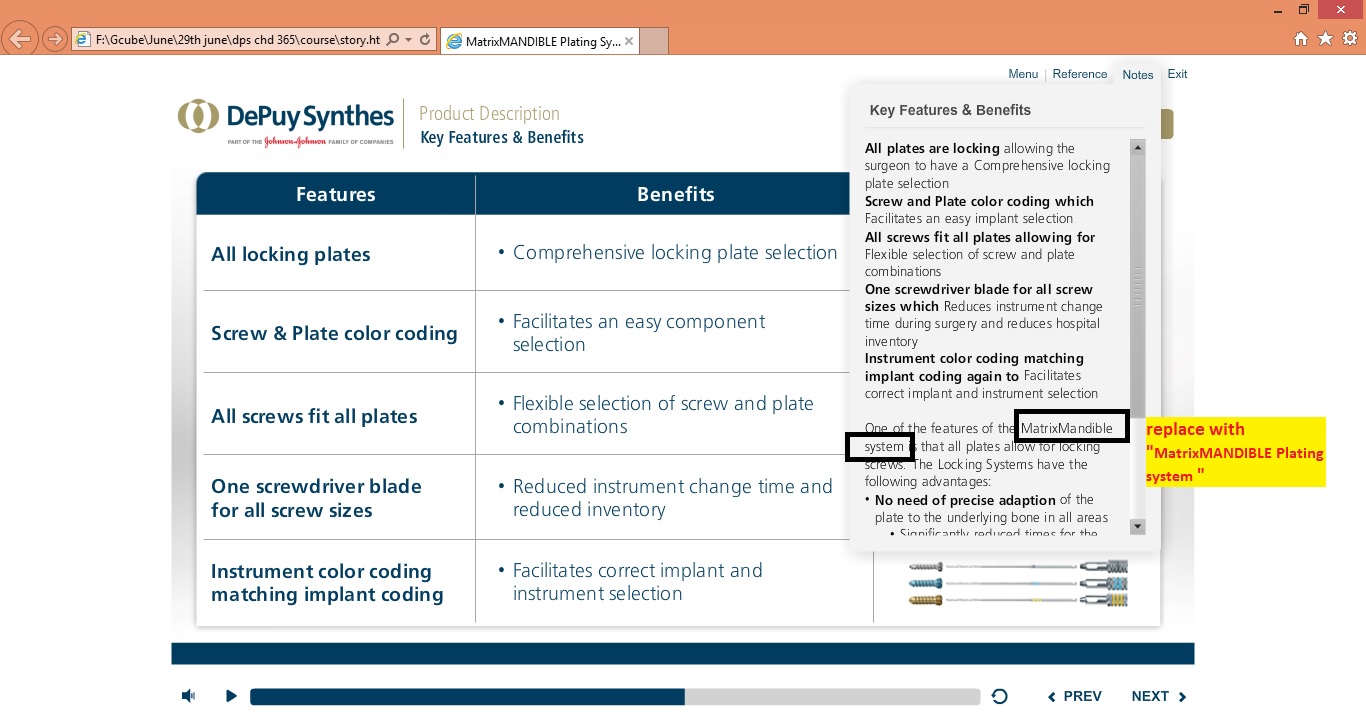 F:\Gcube\June\29th june\dps chd 365\course\story.ht
MatrixMANDIBLE Plating Sy...
Menu
Reference
Notes
Exit
DePuy Synthes
PART OF THE Johnson & Johnson FAMILY OF COMPANIES
Product Description
Key Features & Benefits
Features
Benefits
All locking plates
• Comprehensive locking plate selection
Screw & Plate color coding
• Facilitates an easy component
selection
All screws fit all plates
• Flexible selection of screw and plate
combinations
One screwdriver blade
for all screw sizes
• Reduced instrument change time and
reduced inventory
Instrument color coding
matching implant coding
• Facilitates correct implant and
instrument selection
Key Features & Benefits
All plates are locking allowing the
surgeon to have a Comprehensive locking
plate selection
Screw and Plate color coding which
Facilitates an easy implant selection
All screws fit all plates allowing for
Flexible selection of screw and plate
combinations
One screwdriver blade for all screw
sizes which Reduces instrument change
time during surgery and reduces hospital
inventory
Instrument color coding matching
implant coding again to Facilitates
correct implant and instrument selection
One of the features of the MatrixMandible
system is that all plates allow for locking
screws. The Locking Systems have the
following advantages:
• No need of precise adaption of the
plate to the underlying bone in all areas
• Significantly reduced times for the
replace with
"MatrixMANDIBLE Plating
system "
PREV
NEXT